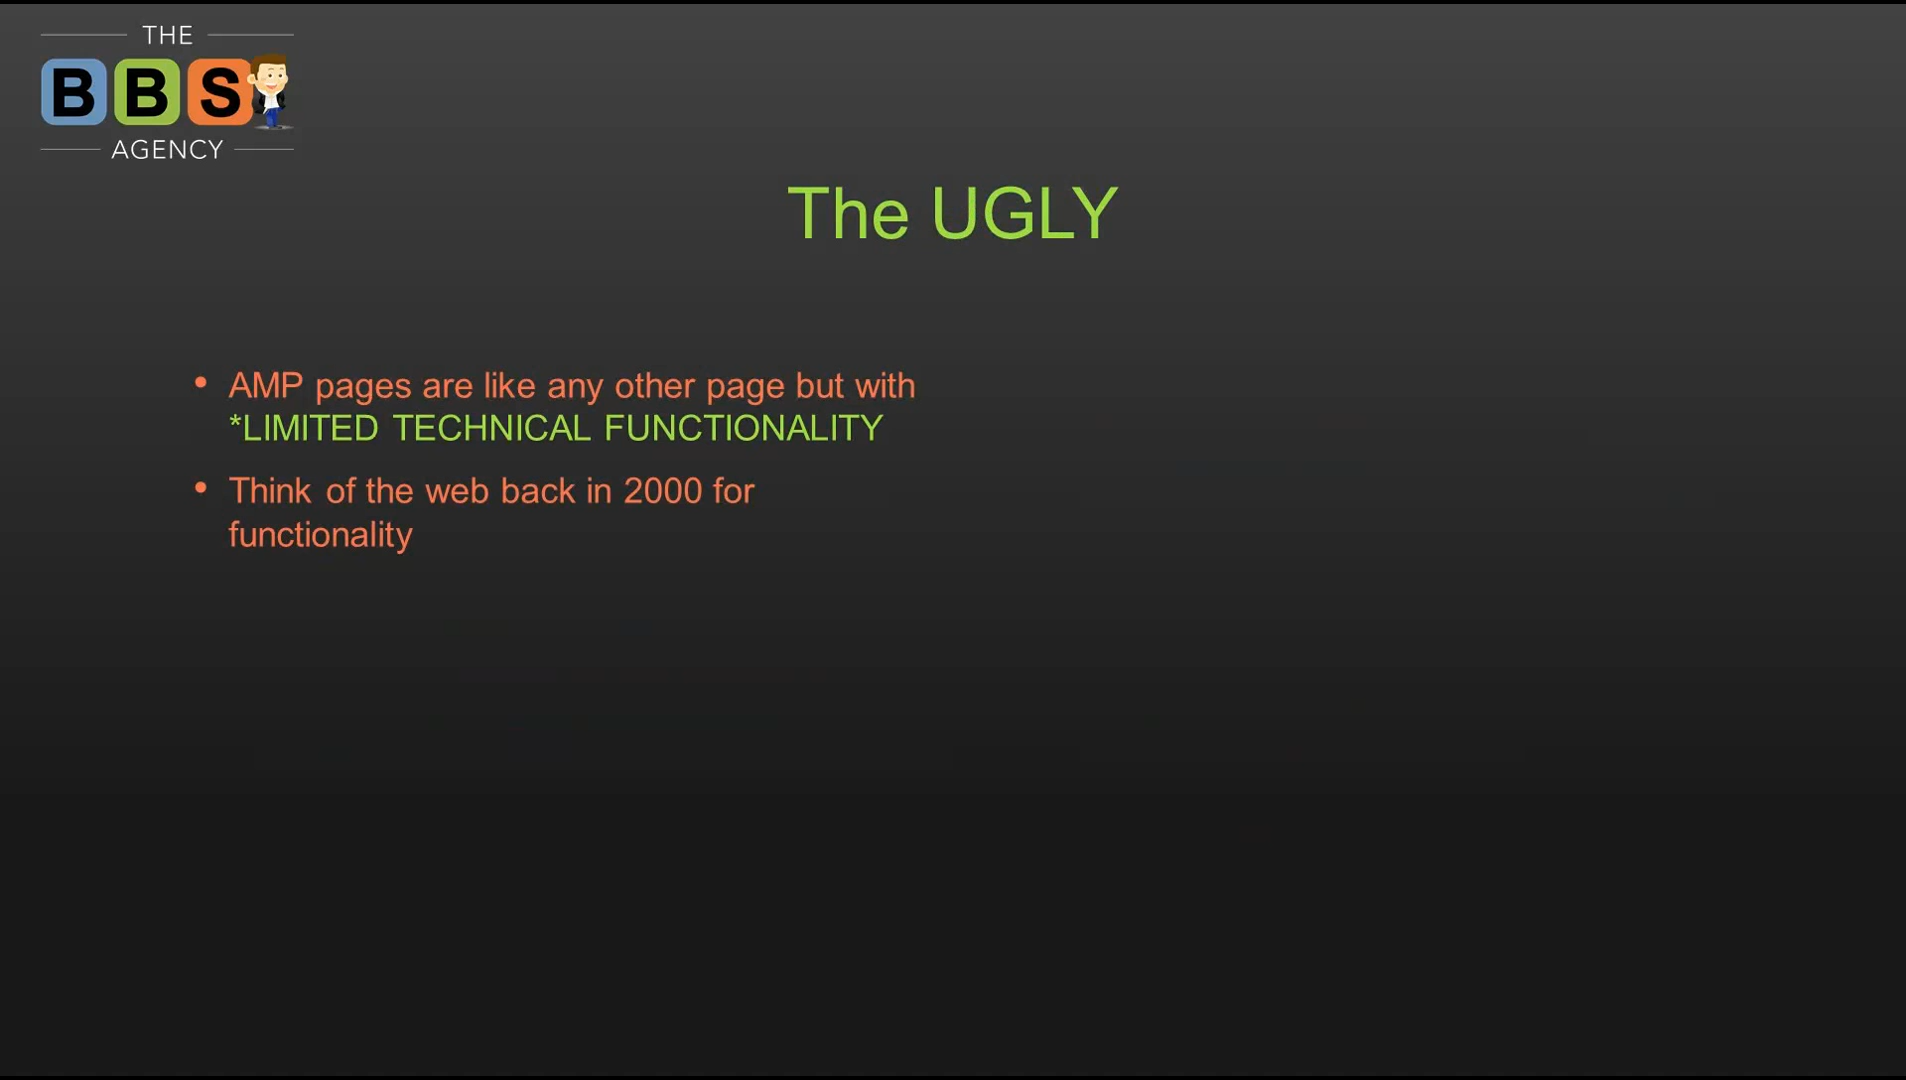 THE
BBS
AGENCY
The UGLY
• AMP pages are like any other page but with
*LIMITED TECHNICAL FUNCTIONALITY
• Think of the web back in 2000 for
functionality